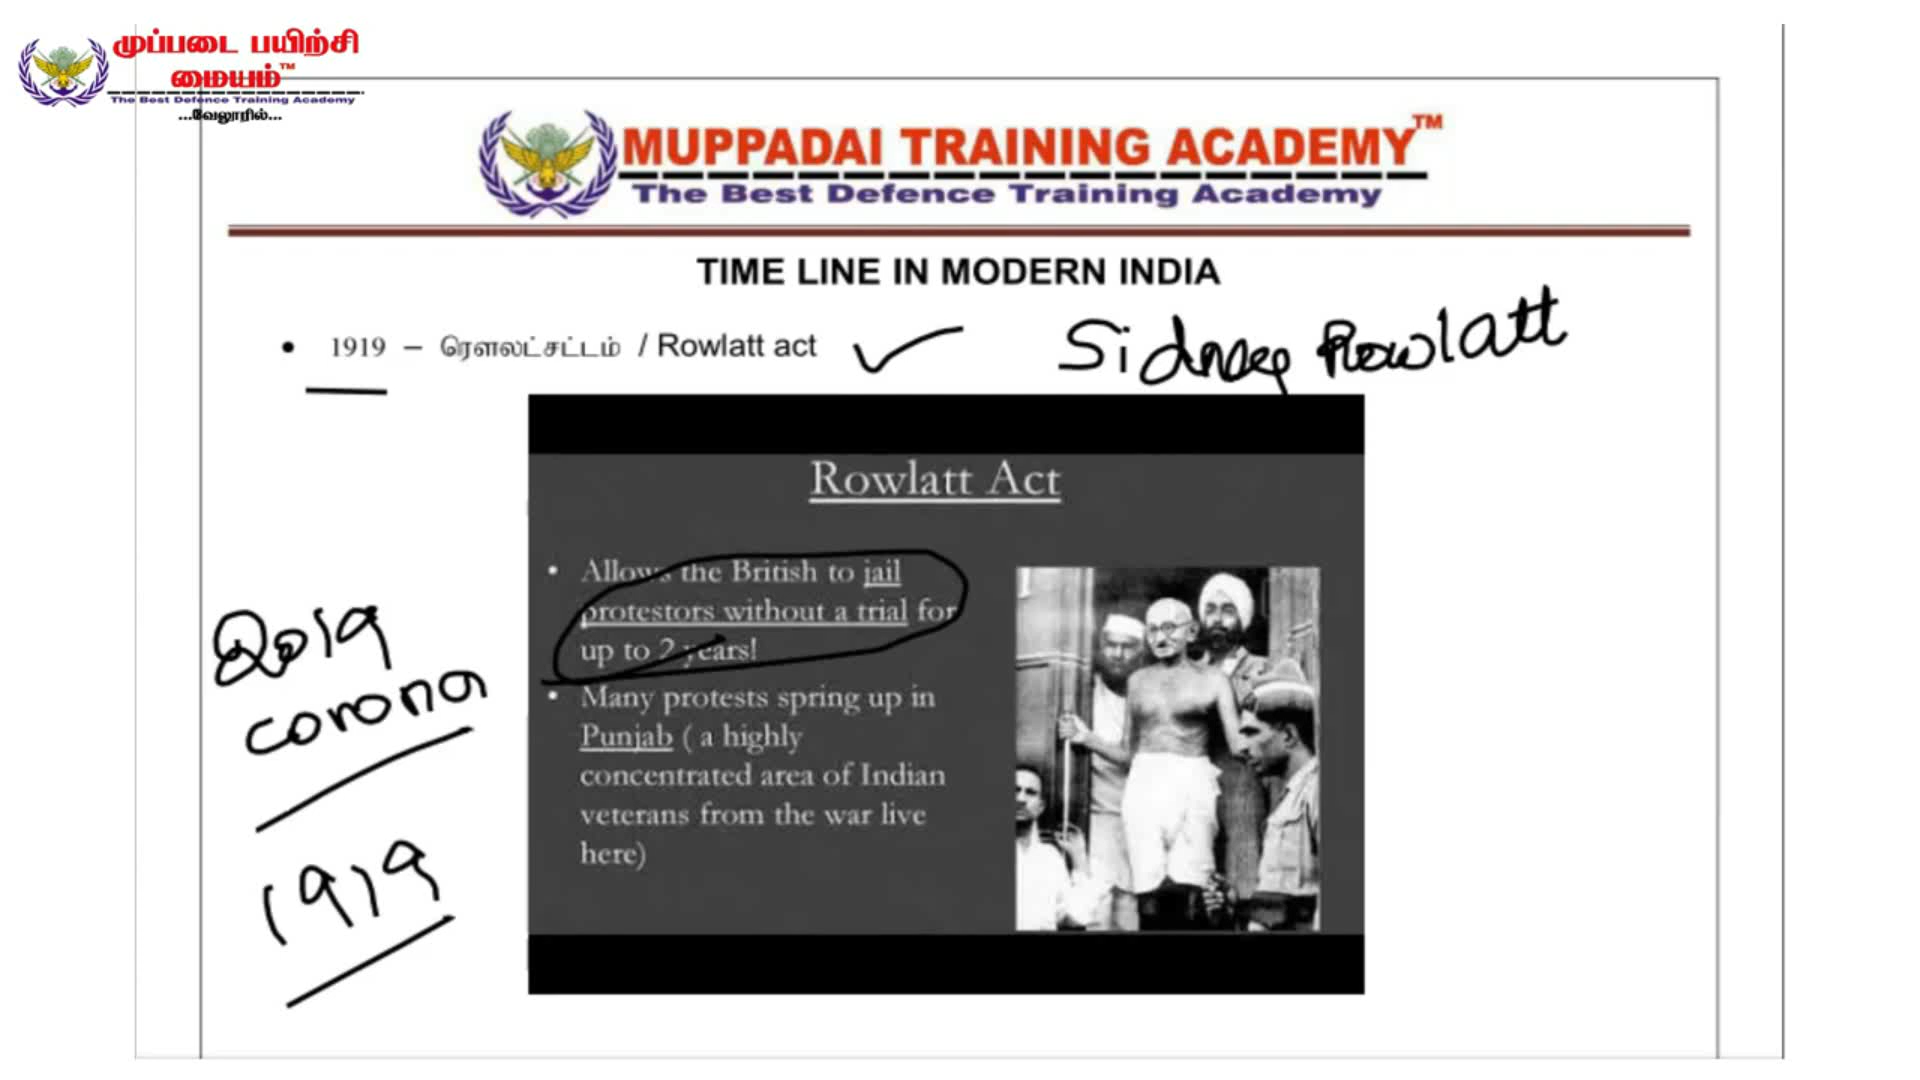 முப்படை பயிற்சி
மையம்™
The Best Defence Training Academy
...வேலூரில்...
MUPPADAI TRAINING ACADEMY™
The Best Defence Training Academy
TIME LINE IN MODERN INDIA
• 1919 – ரௌலட்சட்டம் / Rowlatt act
Sidney Rowlatt
Rowlatt Act
• Allows the British to jail
protestors without a trial for
up to 2 years!
• Many protests spring up in
Punjab ( a highly
concentrated area of Indian
veterans from the war live
here)
2019
corona
1919